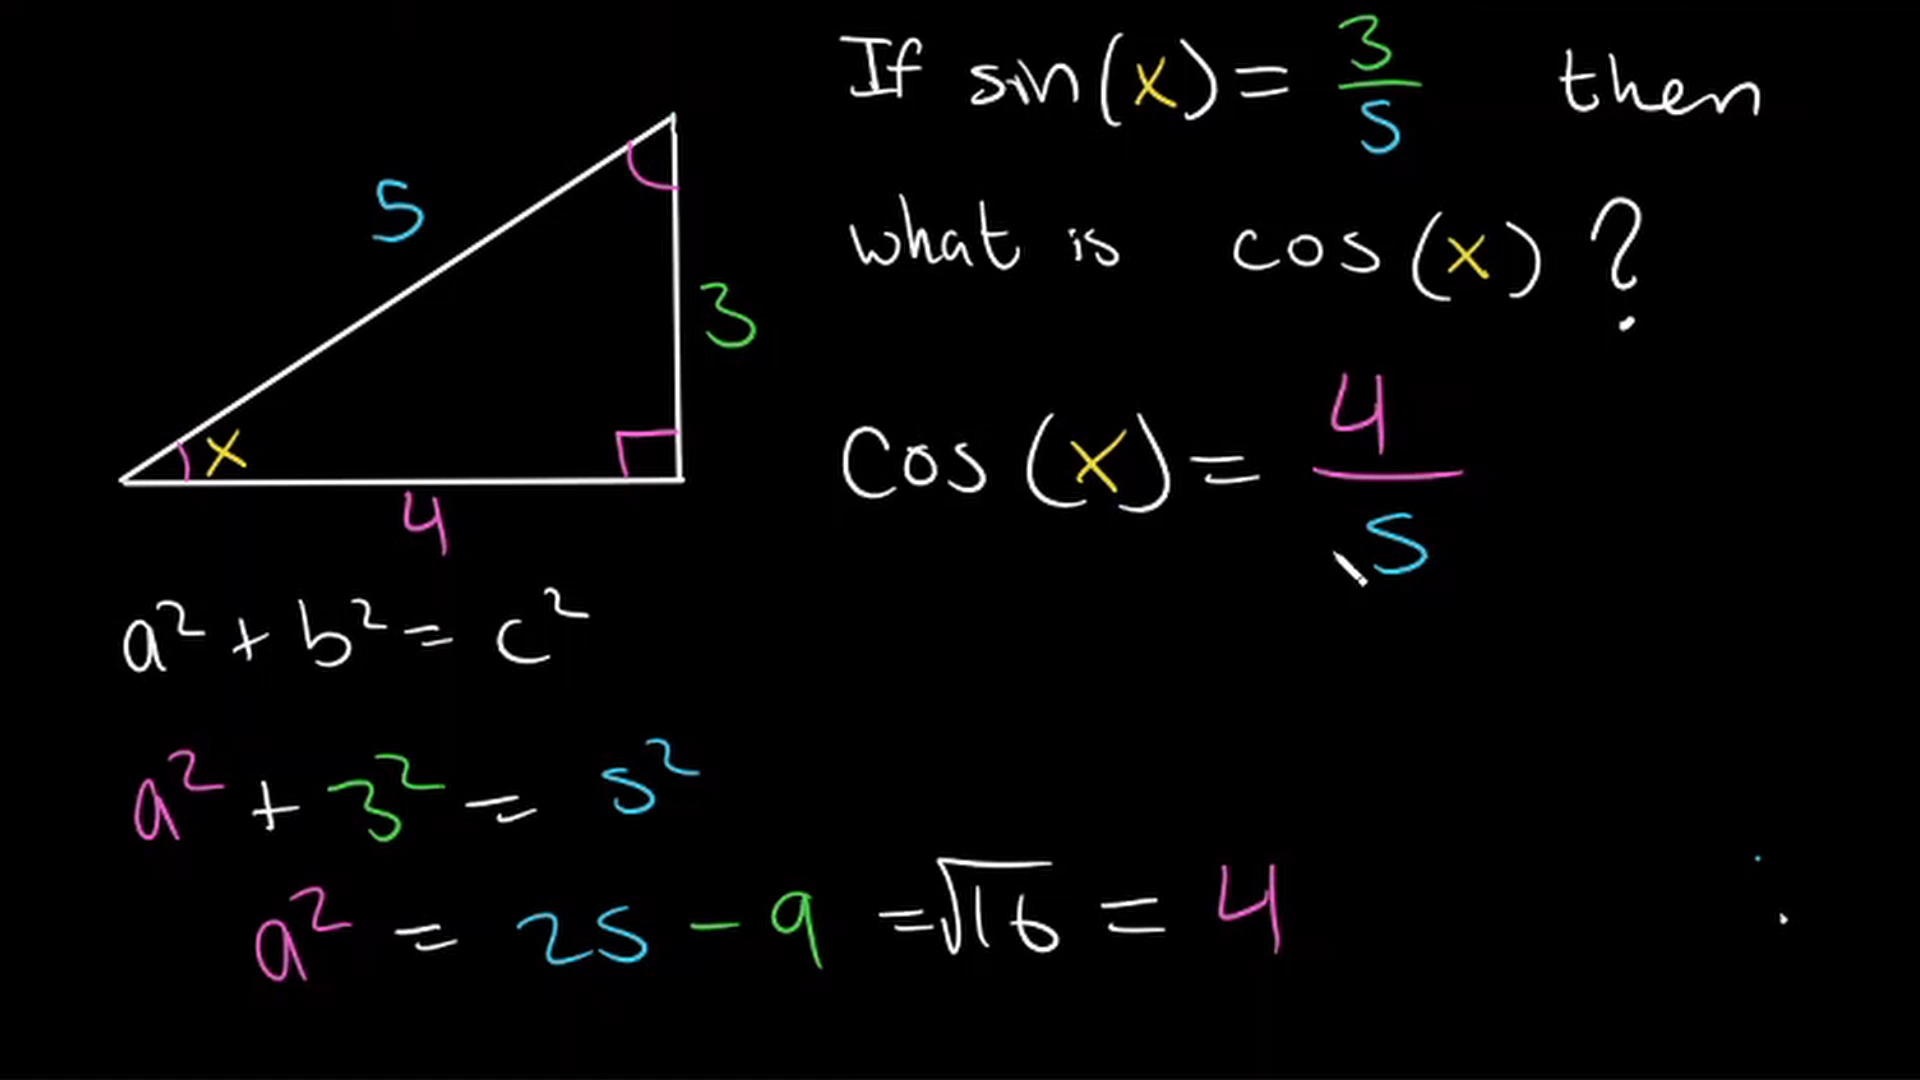 If sin(x) = 3/5 then
what is cos(x)?
5
3
x
4
Cos(x) = 4/5
a² + b² = c²
a² + 3² = 5²
a² = 25 - 9 = √16 = 4